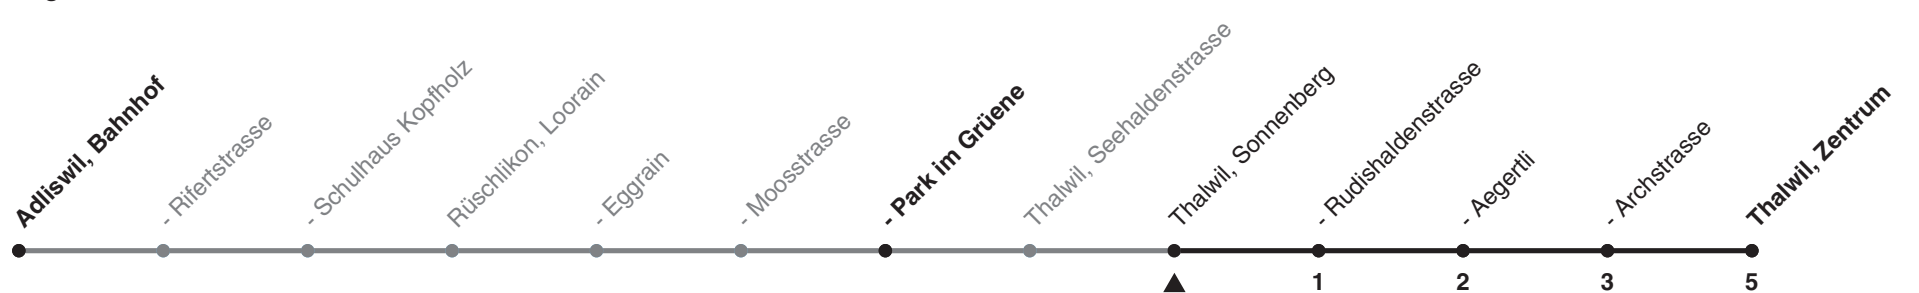 Adliswil, Bahnhof
- Rifertstrasse
- Schulhaus Kopfholz
Rüschlikon, Loorain
- Eggrain
- Moosstrasse
- Park im Grüene
Thalwil, Seehaldenstrasse
Thalwil, Sonnenberg
- Rudishaldenstrasse
- Aegertli
- Archstrasse
Thalwil, Zentrum
1 2 3 5